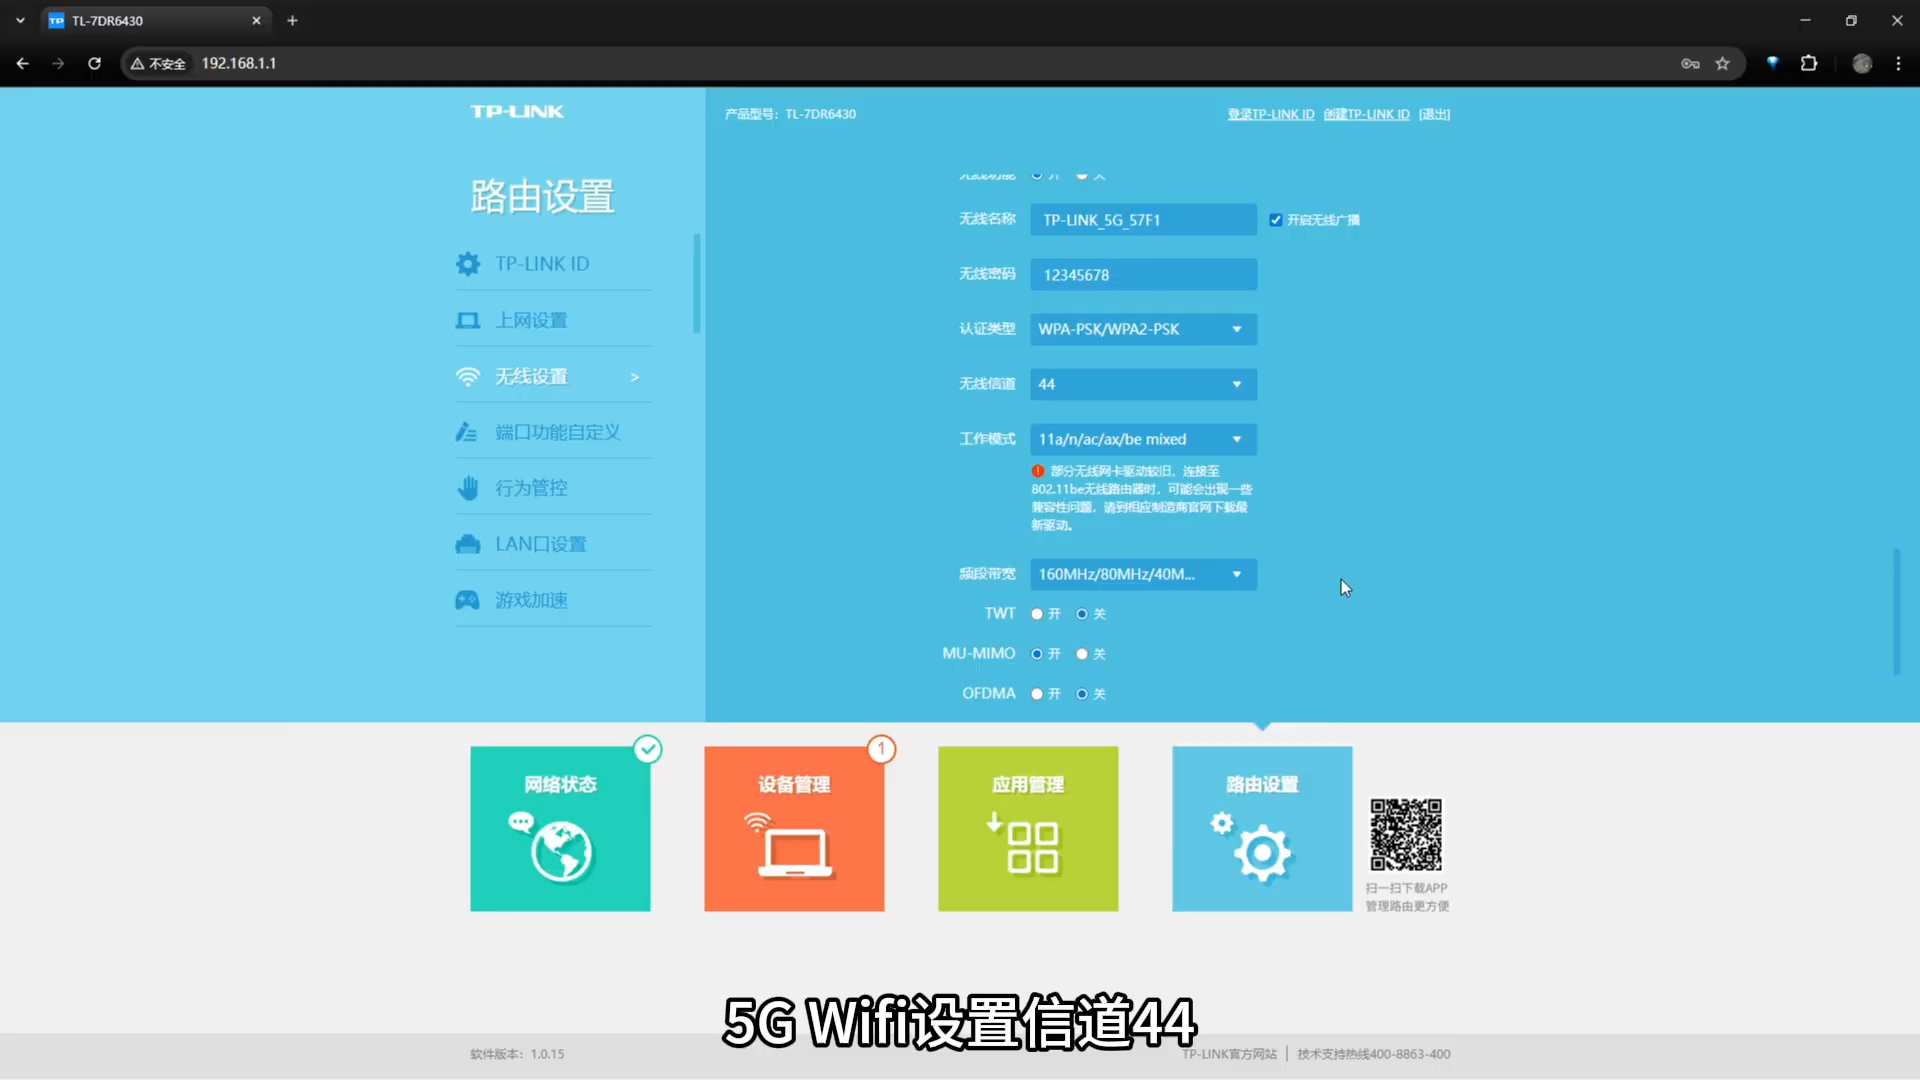 TL-7DR6430
不安全
192.168.1.1
TP-LINK
产品型号：TL-7DR6430
登录TP-LINK ID 创建TP-LINK ID [退出]
路由设置
TP-LINK ID
上网设置
无线设置 >
端口功能自定义
行为管控
LAN口设置
游戏加速
无线功能 开 关
无线名称 TP-LINK_5G_57F1 开启无线广播
无线密码 12345678
认证类型 WPA-PSK/WPA2-PSK
无线信道 44
工作模式 11a/n/ac/ax/be mixed
部分无线网卡驱动较旧，连接至
802.11be无线路由器时，可能会出现一些
兼容性问题，请到相应制造商官网下载最
新驱动。
频段带宽 160MHz/80MHz/40M...
TWT 开 关
MU-MIMO 开 关
OFDMA 开 关
网络状态
设备管理
1
应用管理
路由设置
扫一扫下载APP
管理路由更方便
5G Wifi设置信道44
软件版本：1.0.15
TP-LINK官方网站 | 技术支持热线400-8863-400